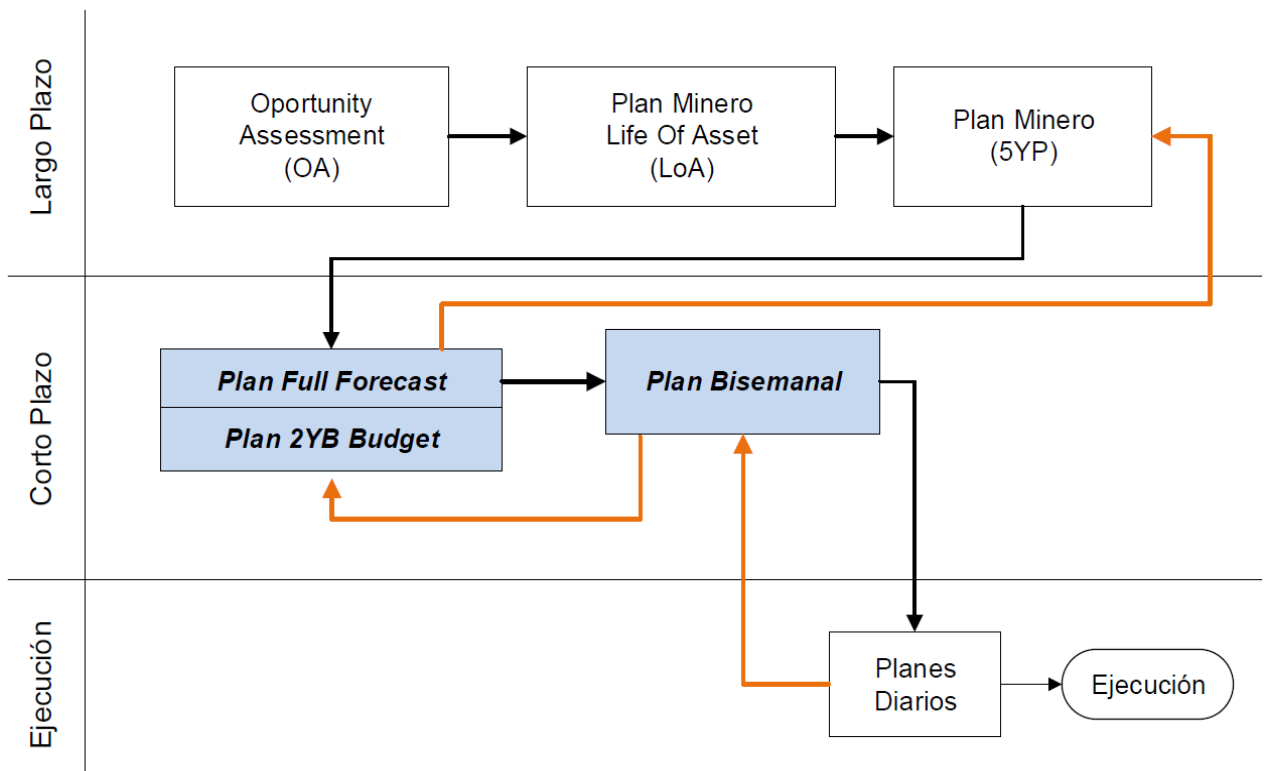 Largo Plazo
Oportunity
Assessment
(OA)
Plan Minero
Life Of Asset
(LoA)
Plan Minero
(5YP)
Corto Plazo
Plan Full Forecast
Plan 2YB Budget
Plan Bisemanal
Ejecución
Planes
Diarios
Ejecución